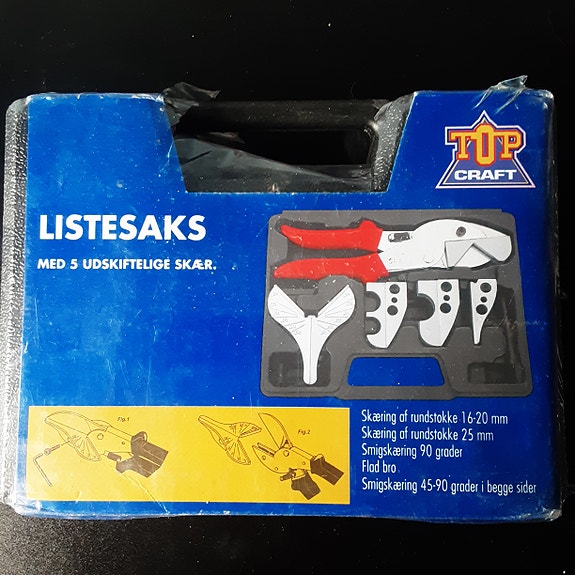 TOP
CRAFT
LISTESAKS
MED 5 UDSKIFTELIGE SKÆR.
Fig.1
Fig.2
Skæring af rundstokke 16-20 mm
Skæring af rundstokke 25 mm
Smigskæring 90 grader
Flad bro
Smigskæring 45-90 grader i begge sider